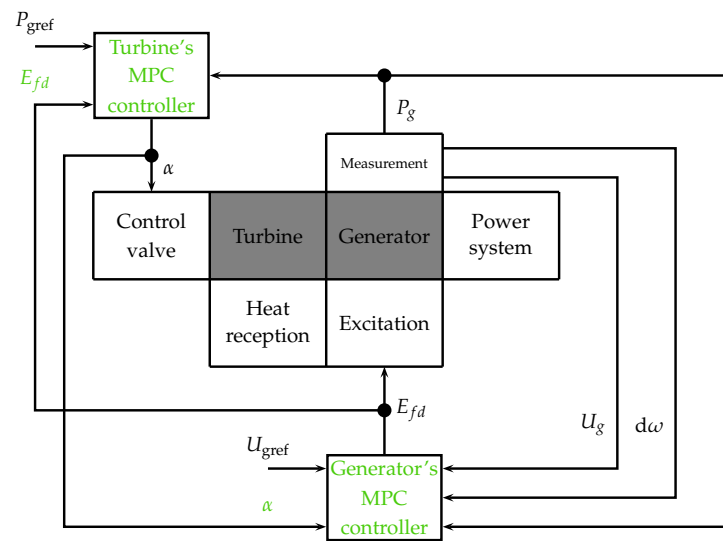 P_gref
Turbine's
MPC
controller
E_fd
P_g
Measurement
α
Control
valve
Turbine
Generator
Power
system
Heat
reception
Excitation
E_fd
U_g
dω
U_gref
Generator's
MPC
controller
α